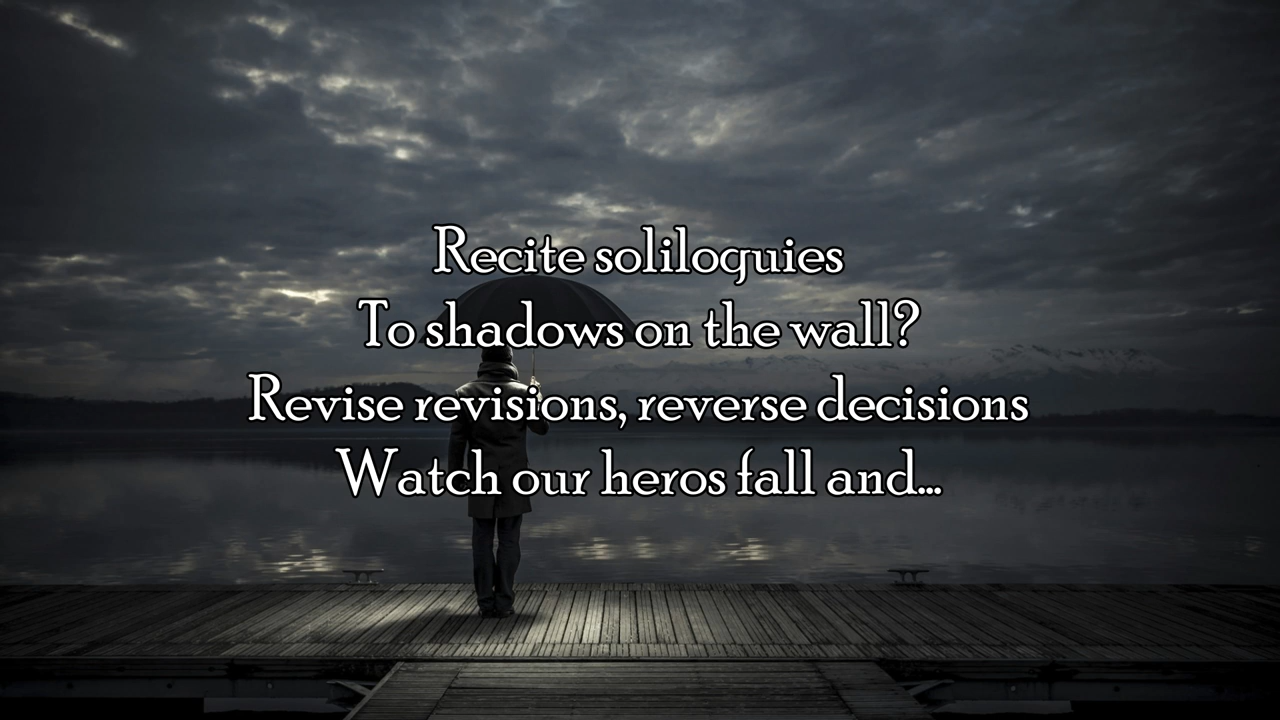 Recite soliloquies
To shadows on the wall?
Revise revisions, reverse decisions
Watch our heros fall and...